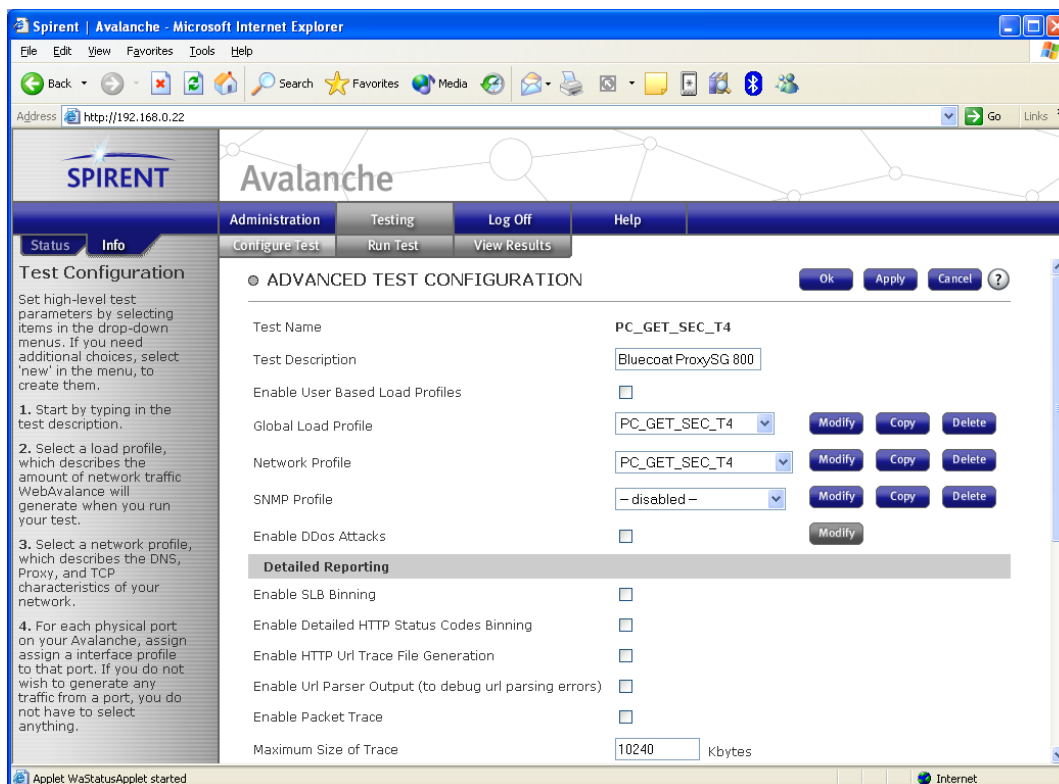 Spirent | Avalanche - Microsoft Internet Explorer
File Edit View Favorites Tools Help
Back Search Favorites Media
Address http://192.168.0.22 Go Links
SPIRENT
Avalanche
Administration Testing Log Off Help
Status Info Configure Test Run Test View Results
Test Configuration
Set high-level test
parameters by selecting
items in the drop-down
menus. If you need
additional choices, select
'new' in the menu, to
create them.
1. Start by typing in the
test description.
2. Select a load profile,
which describes the
amount of network traffic
WebAvalance will
generate when you run
your test.
3. Select a network profile,
which describes the DNS,
Proxy, and TCP
characteristics of your
network.
4. For each physical port
on your Avalanche, assign
assign a interface profile
to that port. If you do not
wish to generate any
traffic from a port, you do
not have to select
anything.
ADVANCED TEST CONFIGURATION Ok Apply Cancel ?
Test Name PC_GET_SEC_T4
Test Description Bluecoat ProxySG 800
Enable User Based Load Profiles
Global Load Profile PC_GET_SEC_T4 Modify Copy Delete
Network Profile PC_GET_SEC_T4 Modify Copy Delete
SNMP Profile -- disabled -- Modify Copy Delete
Enable DDos Attacks Modify
Detailed Reporting
Enable SLB Binning
Enable Detailed HTTP Status Codes Binning
Enable HTTP Url Trace File Generation
Enable Url Parser Output (to debug url parsing errors)
Enable Packet Trace
Maximum Size of Trace 10240 Kbytes
Applet WaStatusApplet started Internet